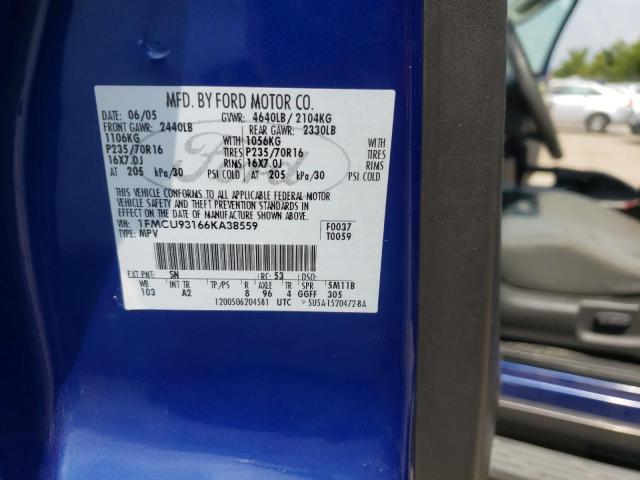 MFD. BY FORD MOTOR CO.
DATE: 06/05 GVWR: 4640LB/ 2104KG
FRONT GAWR: 2440LB REAR GAWR: 2330LB
1106KG WITH 1056KG WITH
P235/70R16 TIRES P235/70R16 TIRES
16X7.0J RIMS 16X7.0J RIMS
AT 205 kPa/30 PSI COLD AT 205 kPa/30 PSI COLD
Ford
THIS VEHICLE CONFORMS TO ALL APPLICABLE FEDERAL MOTOR
VEHICLE SAFETY AND THEFT PREVENTION STANDARDS IN
EFFECT ON THE DATE OF MANUFACTURE SHOWN ABOVE.
VIN: 1FMCU93166KA38559 F0037
TYPE: MPV T0059
EXT PNT: SN RC: 53 DSO:
WB INT TR TP/PS R AXLE TR SPR 5M11B
103 A2 8 96 4 GGFF 305
1200506204581 UTC 5U5A-1520472-BA